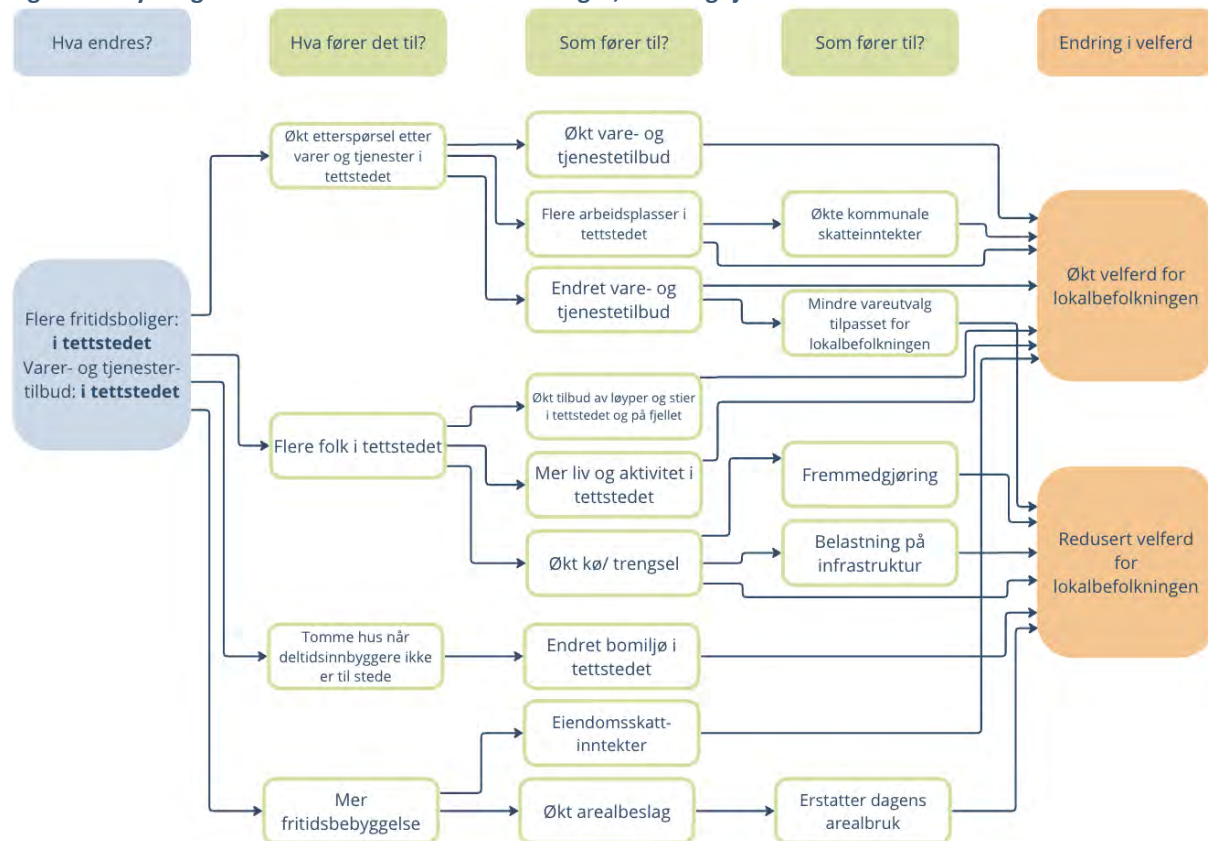 Hva endres?
Hva fører det til?
Som fører til?
Som fører til?
Endring i velferd
Økt etterspørsel etter
varer og tjenester i
tettstedet
Økt vare- og
tjenestetilbud
Flere arbeidsplasser i
tettstedet
Økte kommunale
skatteinntekter
Endret vare- og
tjenestetilbud
Mindre vareutvalg
tilpasset for
lokalbefolkningen
Økt velferd for
lokalbefolkningen
Flere fritidsboliger:
i tettstedet
Varer- og tjenester-
tilbud: i tettstedet
Flere folk i tettstedet
Økt tilbud av løyper og stier
i tettstedet og på fjellet
Mer liv og aktivitet i
tettstedet
Økt kø/ trengsel
Fremmedgjøring
Belastning på
infrastruktur
Redusert velferd
for
lokalbefolkningen
Tomme hus når
deltidsinnbyggere ikke
er til stede
Endret bomiljø i
tettstedet
Eiendomsskatt-
inntekter
Mer
fritidsbebyggelse
Økt arealbeslag
Erstatter dagens
arealbruk